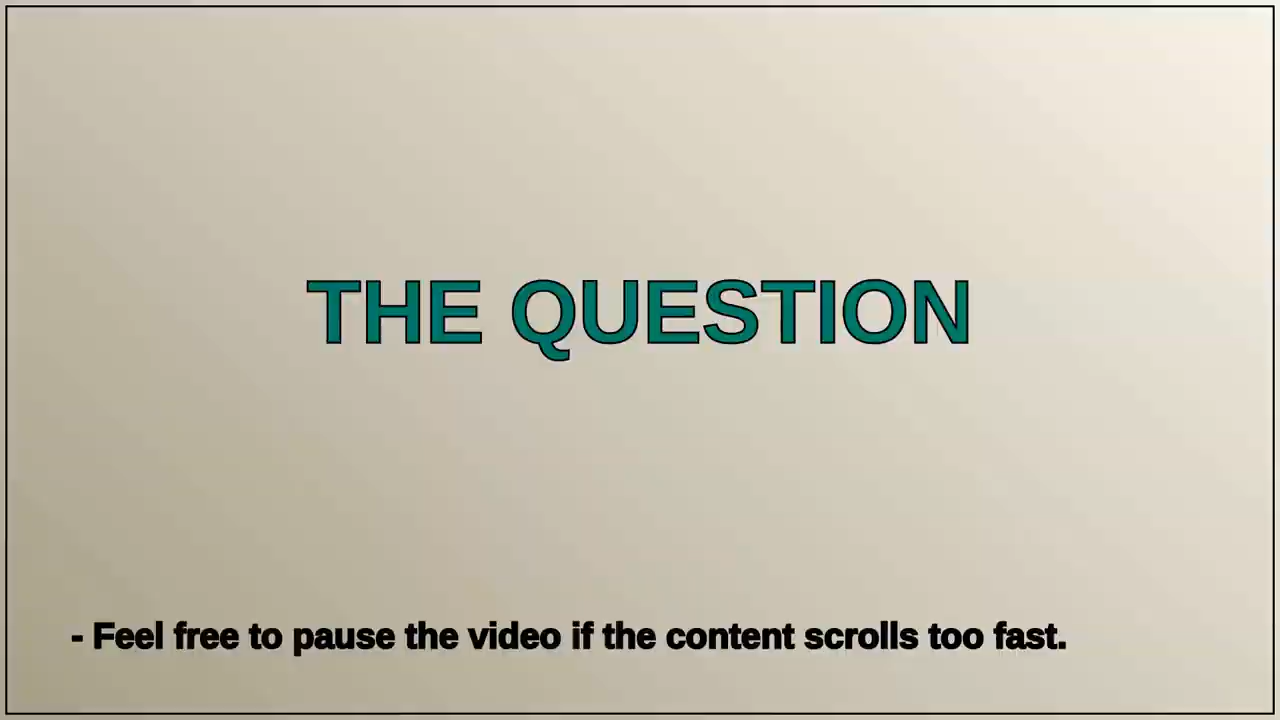 THE QUESTION
- Feel free to pause the video if the content scrolls too fast.